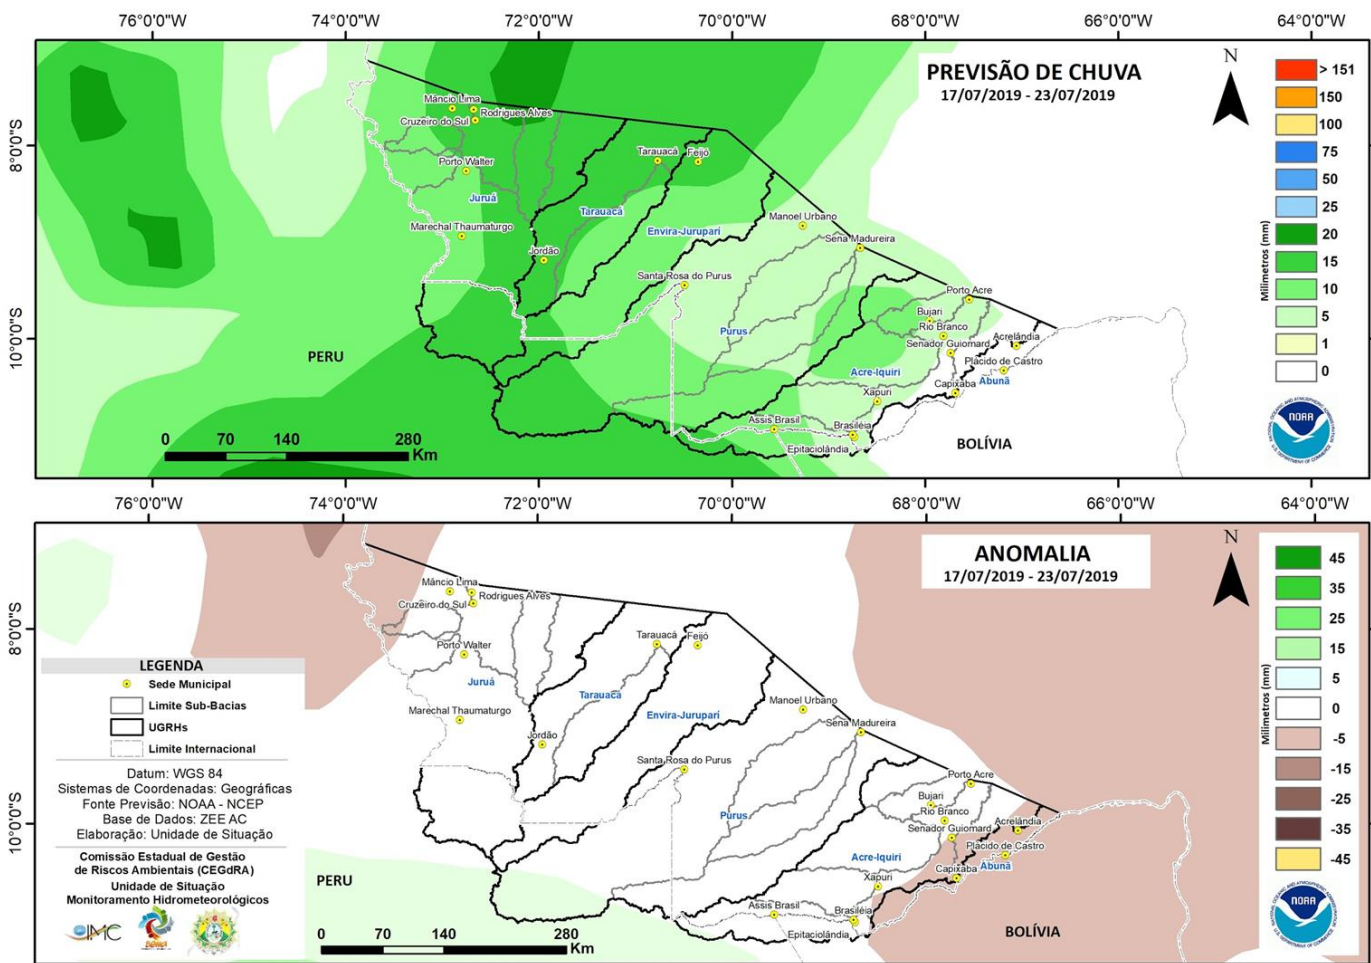 76°0'0"W 74°0'0"W 72°0'0"W 70°0'0"W 68°0'0"W 66°0'0"W 64°0'0"W
PREVISÃO DE CHUVA
17/07/2019 - 23/07/2019
N
> 151
150
100
75
50
25
20
15
10
5
1
0
Milimetros (mm)
8°0'0"S
10°0'0"S
Mâncio Lima
Rodrigues Alves
Cruzeiro do Sul
Porto Walter
Juruá
Marechal Thaumaturgo
Jordão
Tarauacá
Feijó
Tarauacá
Envira-Jurupari
Manoel Urbano
Sena Madureira
Santa Rosa do Purus
Purus
Porto Acre
Bujari
Rio Branco
Senador Guiomard
Acrelândia
Plácido de Castro
Abunã
Acre-Iquiri
Capixaba
Xapuri
Assis Brasil
Brasiléia
Epitaciolândia
PERU
BOLÍVIA
0 70 140 280
Km
NOAA
76°0'0"W 74°0'0"W 72°0'0"W 70°0'0"W 68°0'0"W 66°0'0"W 64°0'0"W
ANOMALIA
17/07/2019 - 23/07/2019
N
45
35
25
15
5
0
-5
-15
-25
-35
-45
Milimetros (mm)
8°0'0"S
10°0'0"S
Mâncio Lima
Rodrigues Alves
Cruzeiro do Sul
Porto Walter
Juruá
Marechal Thaumaturgo
Jordão
Tarauacá
Feijó
Tarauacá
Envira-Jurupari
Manoel Urbano
Sena Madureira
Santa Rosa do Purus
Purus
Porto Acre
Bujari
Rio Branco
Senador Guiomard
Acrelândia
Plácido de Castro
Abunã
Acre-Iquiri
Capixaba
Xapuri
Assis Brasil
Brasiléia
Epitaciolândia
PERU
BOLÍVIA
0 70 140 280
Km
NOAA
LEGENDA
Sede Municipal
Limite Sub-Bacias
UGRHs
Limite Internacional
Datum: WGS 84
Sistemas de Coordenadas: Geográficas
Fonte Previsão: NOAA - NCEP
Base de Dados: ZEE AC
Elaboração: Unidade de Situação
Comissão Estadual de Gestão
de Riscos Ambientais (CEGdRA)
Unidade de Situação
Monitoramento Hidrometeorológicos
IMC